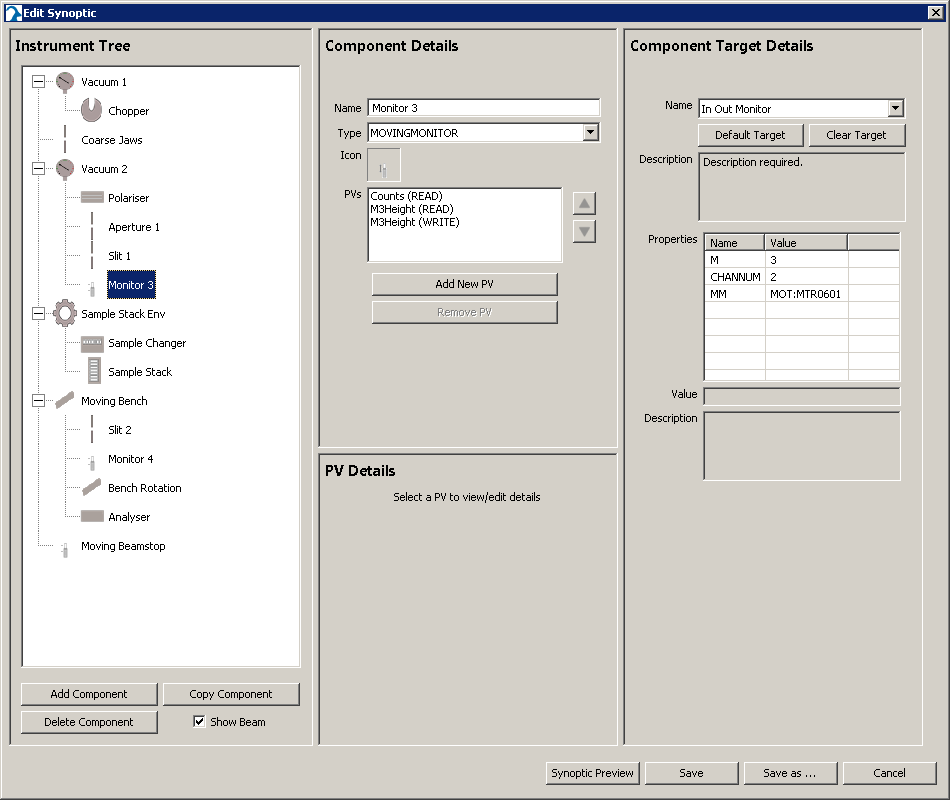 Edit Synoptic
Instrument Tree
Vacuum 1
Chopper
Coarse Jaws
Vacuum 2
Polariser
Aperture 1
Slit 1
Monitor 3
Sample Stack Env
Sample Changer
Sample Stack
Moving Bench
Slit 2
Monitor 4
Bench Rotation
Analyser
Moving Beamstop
Add Component Copy Component
Delete Component Show Beam
Component Details
Name Monitor 3
Type MOVINGMONITOR
Icon
PVs Counts (READ)
M3Height (READ)
M3Height (WRITE)
Add New PV
Remove PV
PV Details
Select a PV to view/edit details
Component Target Details
Name In Out Monitor
Default Target Clear Target
Description Description required.
Properties Name Value
M 3
CHANNUM 2
MM MOT:MTR0601
Value
Description
Synoptic Preview Save Save as ... Cancel